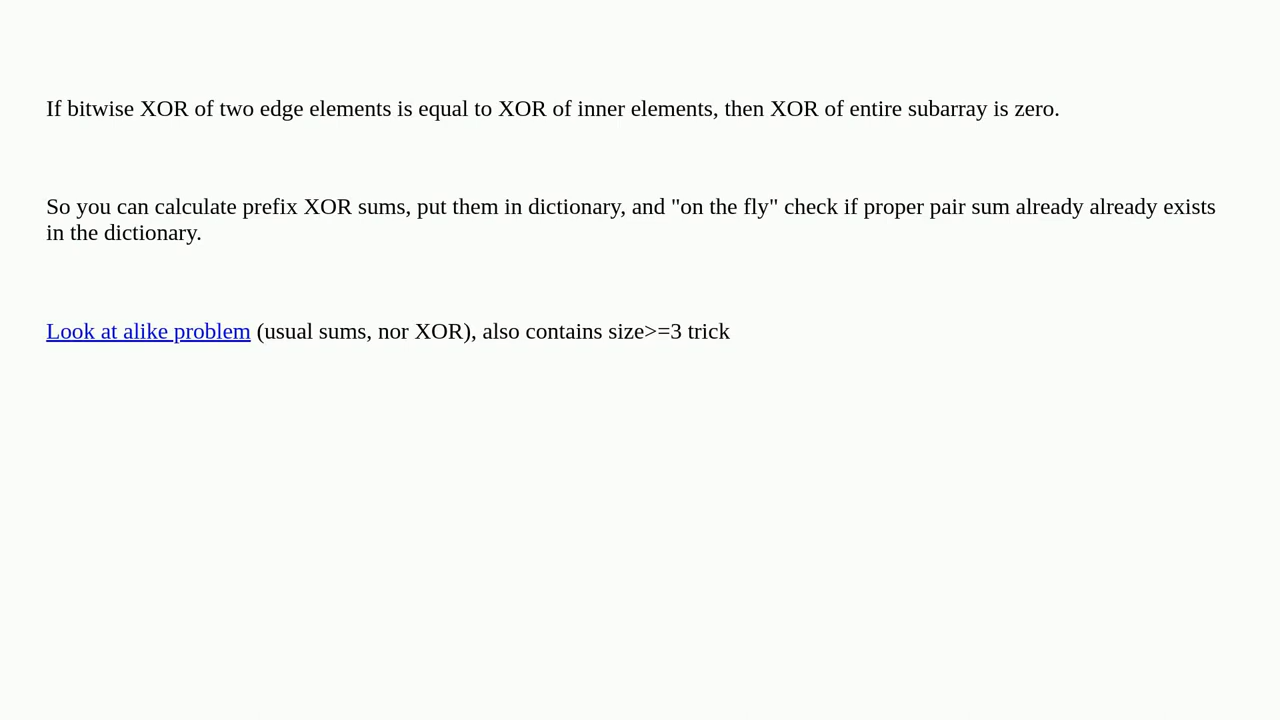 If bitwise XOR of two edge elements is equal to XOR of inner elements, then XOR of entire subarray is zero.
So you can calculate prefix XOR sums, put them in dictionary, and "on the fly" check if proper pair sum already already exists
in the dictionary.
Look at alike problem (usual sums, nor XOR), also contains size>=3 trick